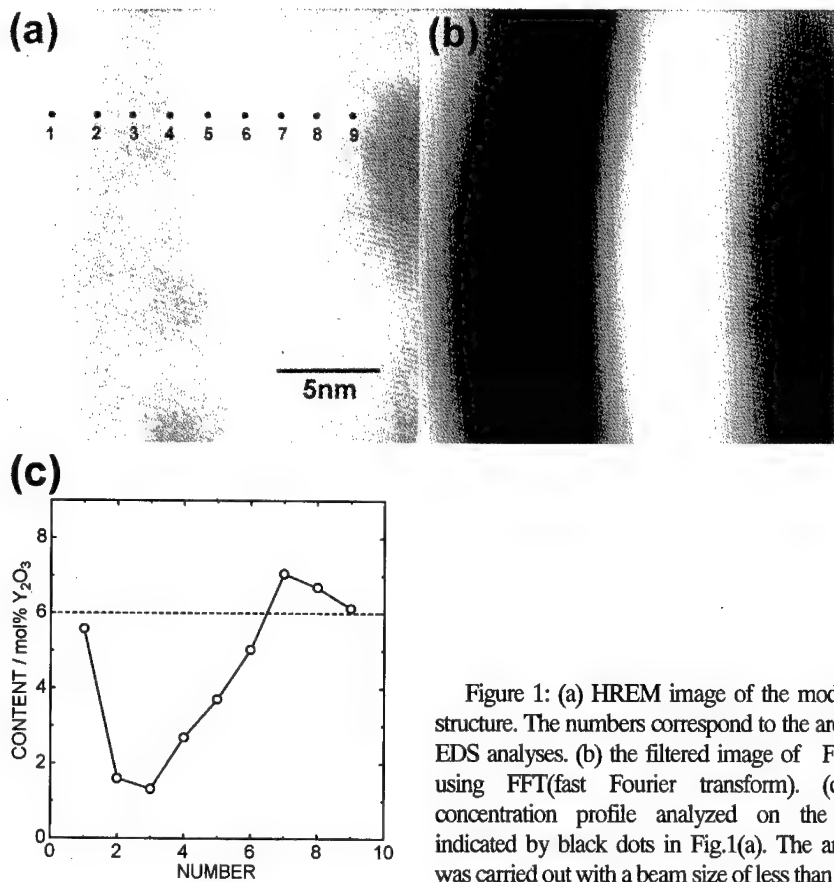 (a)
(b)
1 2 3 4 5 6 7 8 9
5nm
(c)
CONTENT / mol% Y₂O₃
8
6
4
2
0
0 2 4 6 8 10
NUMBER
Figure 1: (a) HREM image of the mod
structure. The numbers correspond to the are
EDS analyses. (b) the filtered image of F
using FFT(fast Fourier transform). (c
concentration profile analyzed on the
indicated by black dots in Fig.1(a). The ar
was carried out with a beam size of less than